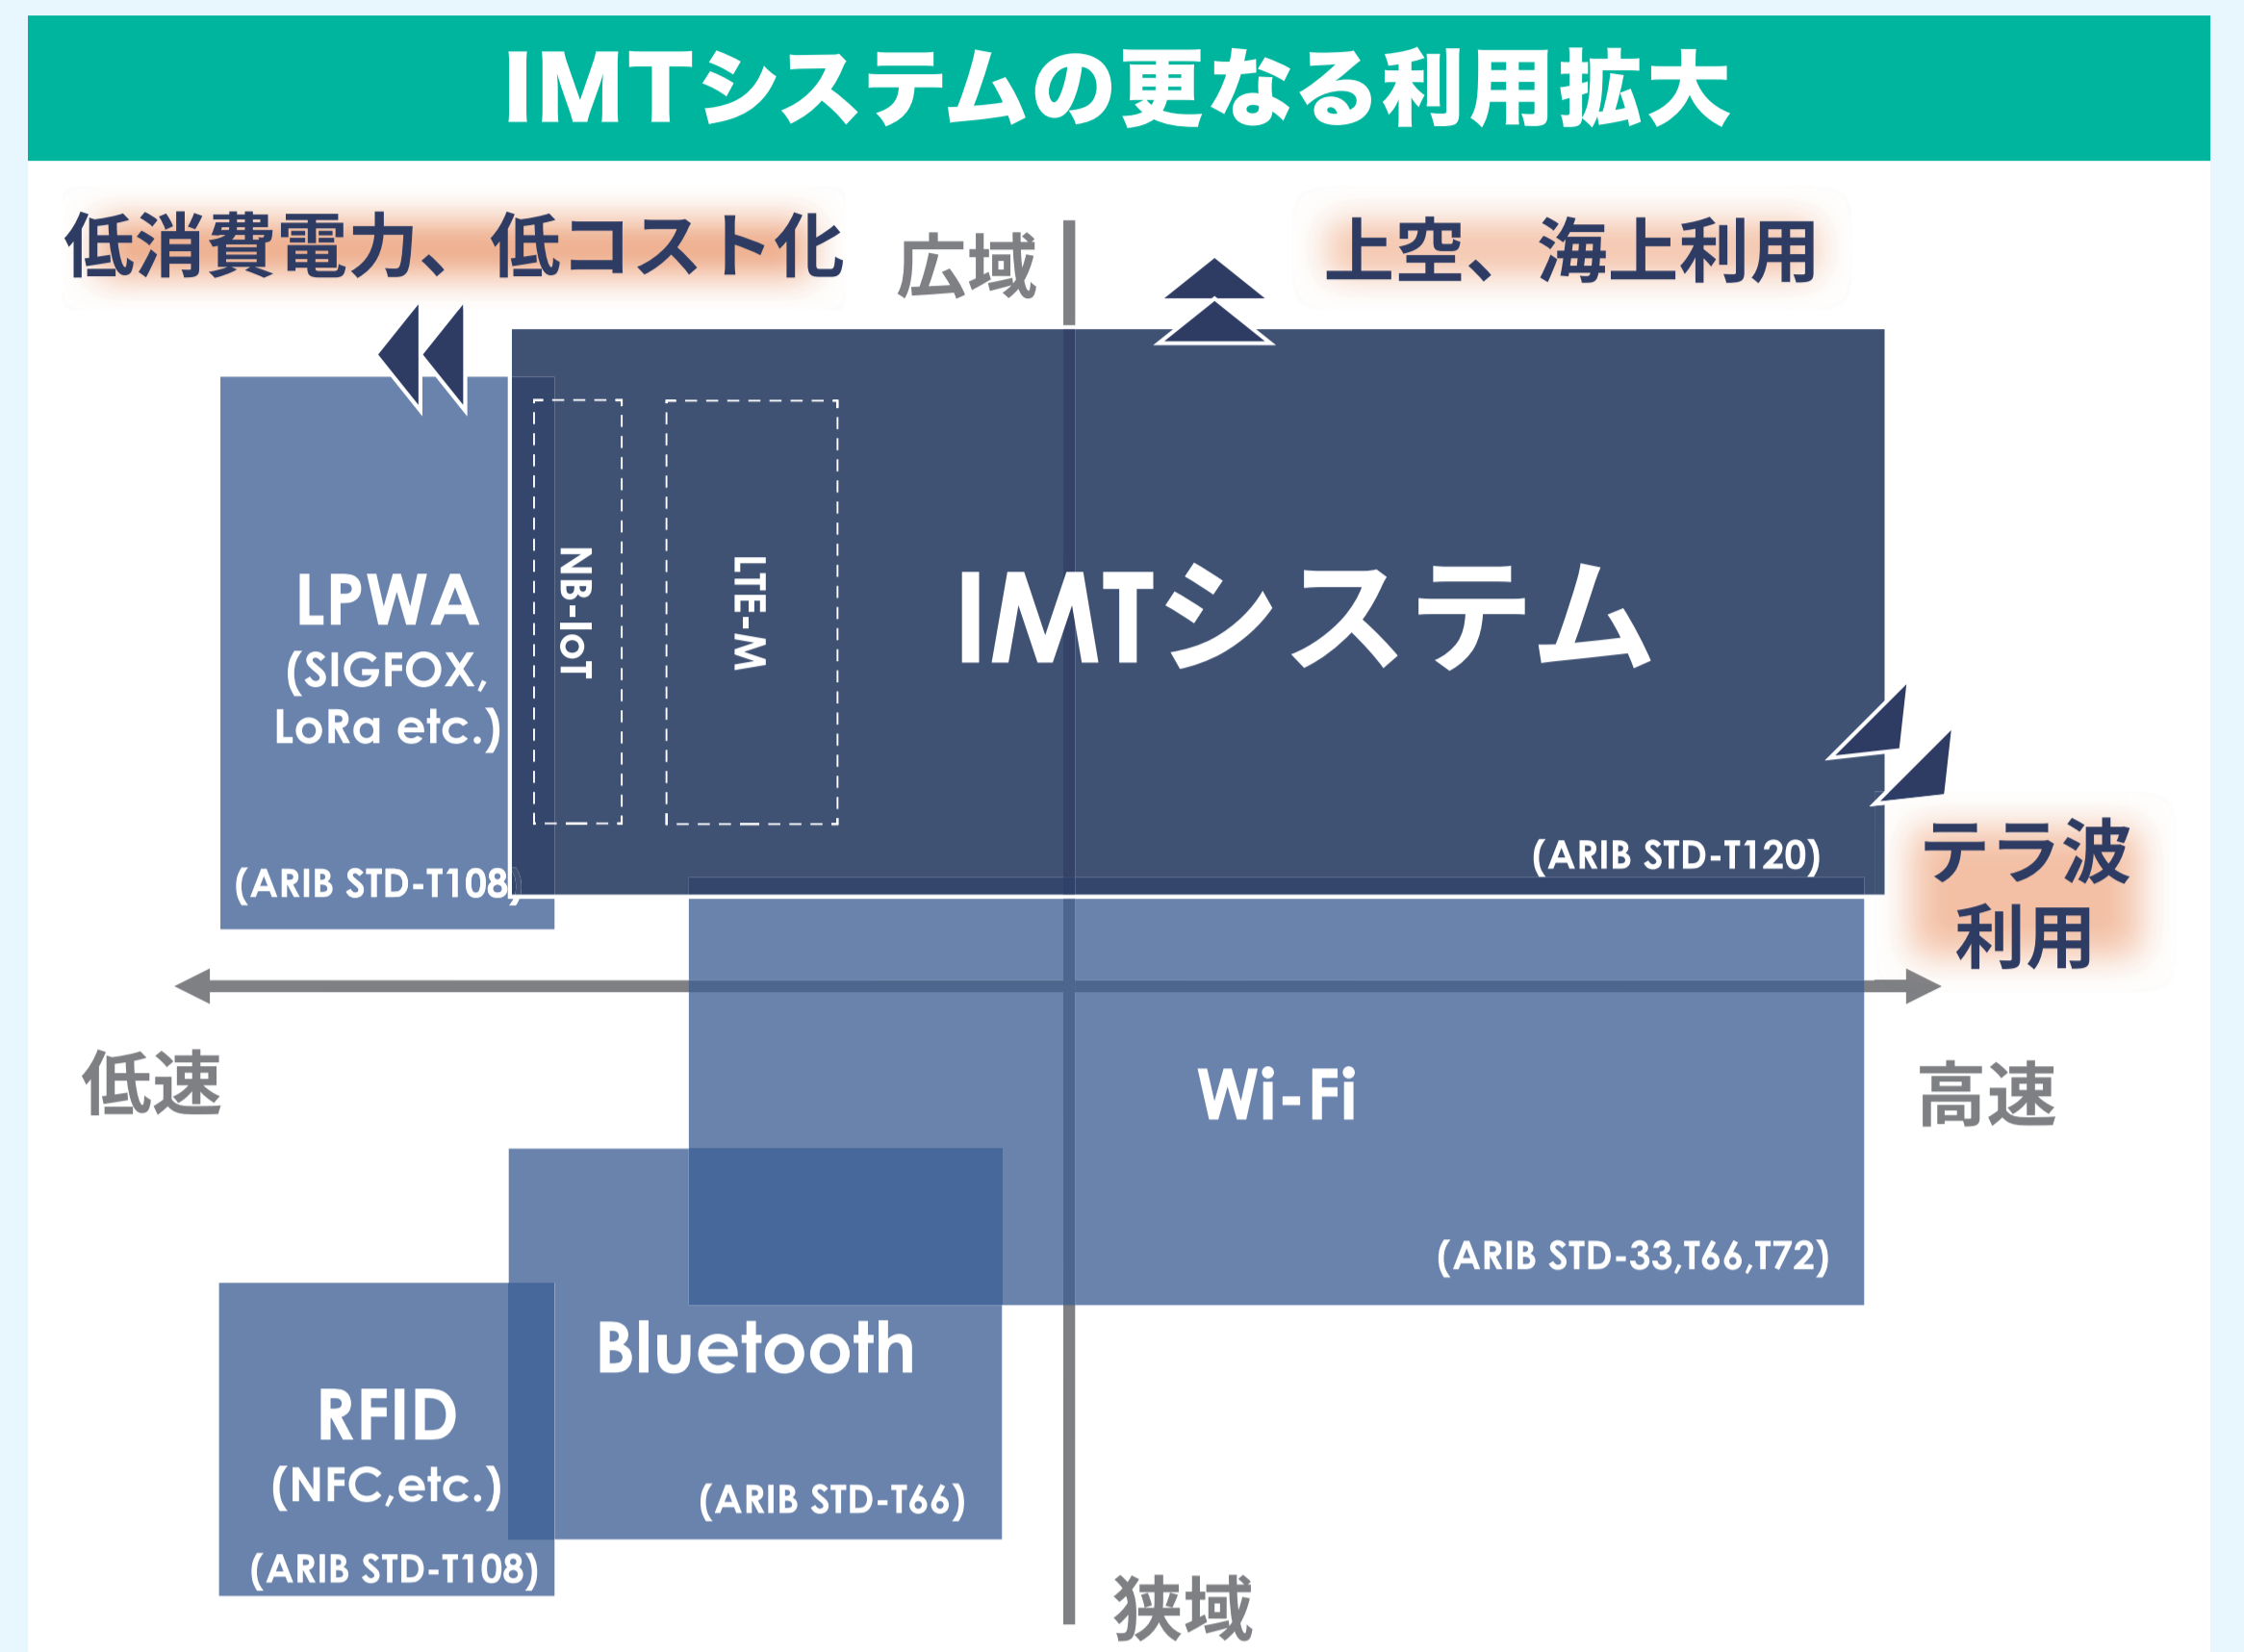 IMTシステムの更なる利用拡大
低消費電力、低コスト化
広域
上空、海上利用
LPWA
(SIGFOX,
LoRa etc.)
(ARIB STD-T108)
NB-IoT
LTE-M
IMTシステム
(ARIB STD-T120)
テラ波
利用
低速
高速
Wi-Fi
(ARIB STD-33,T66,T72)
Bluetooth
(ARIB STD-T66)
RFID
(NFC,etc.)
(ARIB STD-T108)
狭域